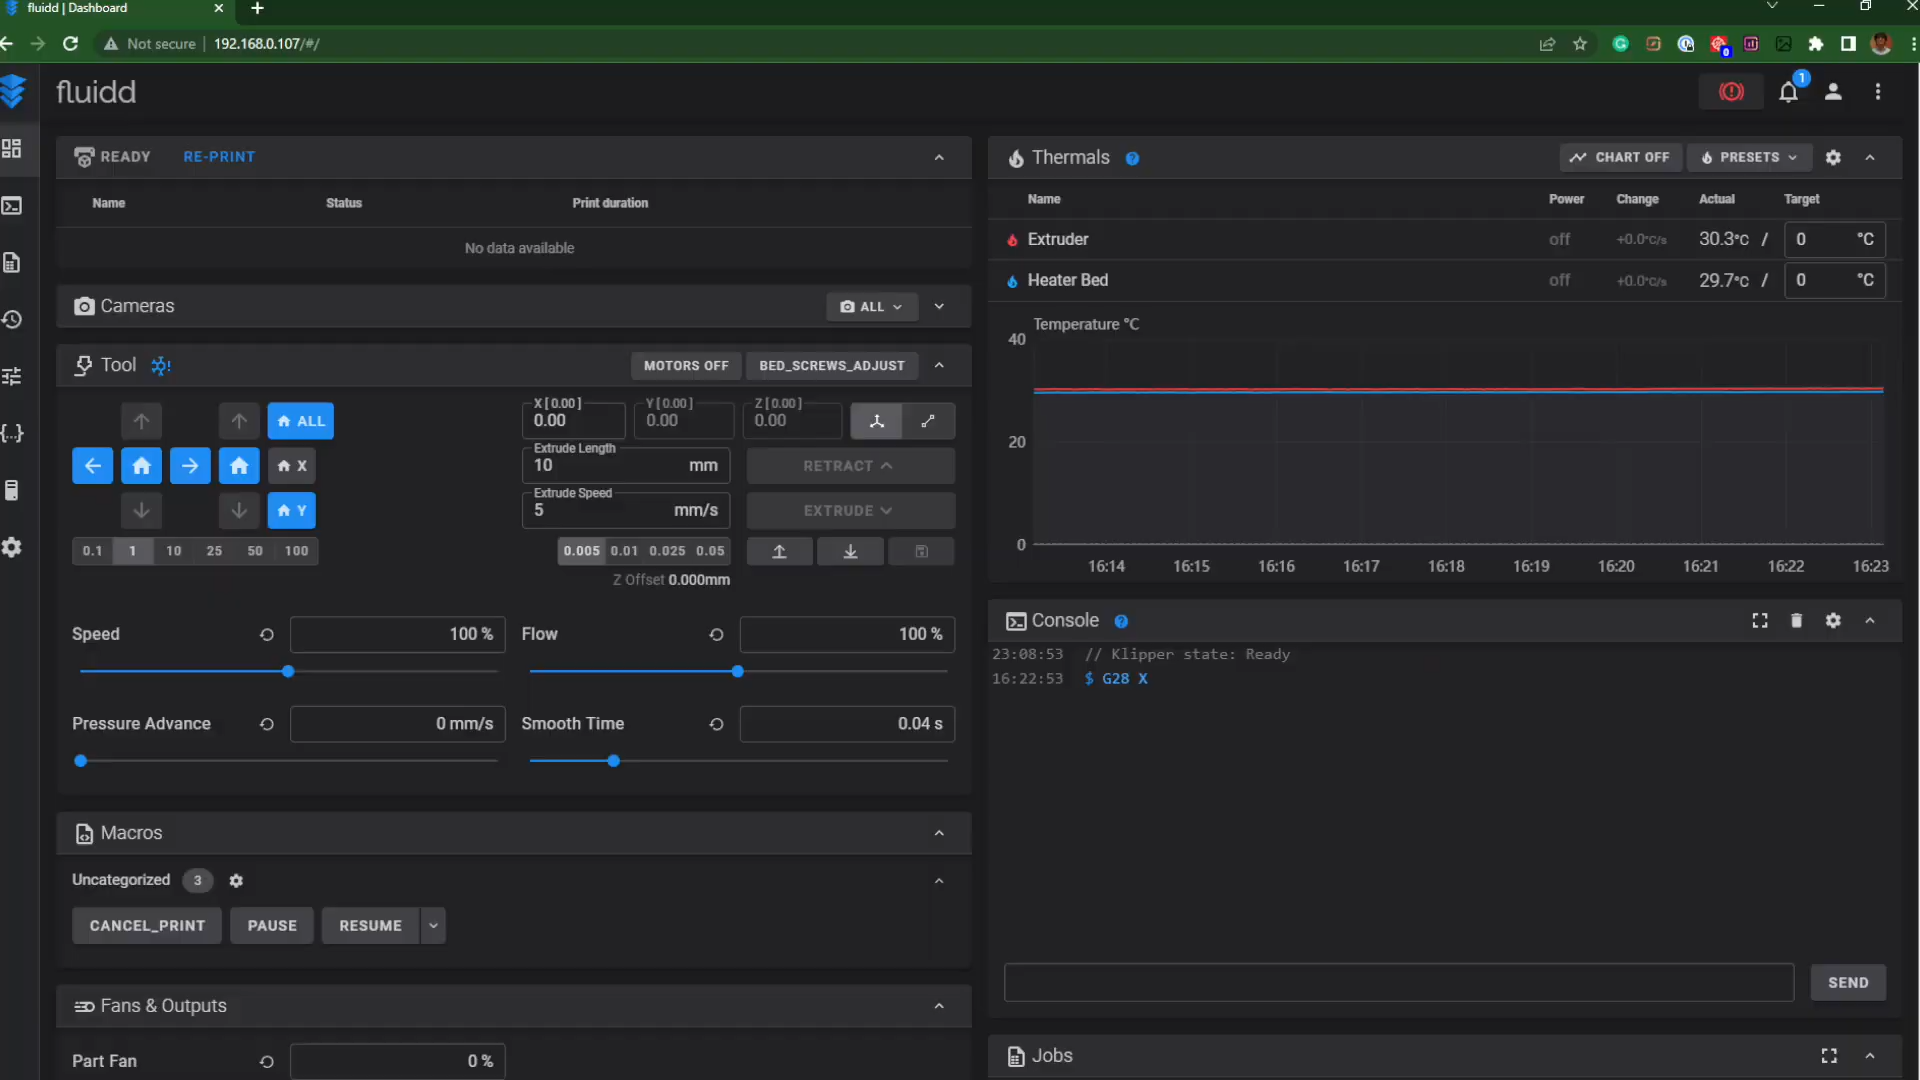 fluidd | Dashboard
Not secure
192.168.0.107/#/
0
fluidd
1
READY
RE-PRINT
Name
Status
Print duration
No data available
Cameras
ALL
Tool
MOTORS OFF
BED_SCREWS_ADJUST
ALL
X
Y
0.1
1
10
25
50
100
X [ 0.00 ]
0.00
Y [ 0.00 ]
0.00
Z [ 0.00 ]
0.00
Extrude Length
10
mm
RETRACT
Extrude Speed
5
mm/s
EXTRUDE
0.005
0.01
0.025
0.05
Z Offset 0.000mm
Speed
100 %
Flow
100 %
Pressure Advance
0 mm/s
Smooth Time
0.04 s
Macros
Uncategorized
3
CANCEL_PRINT
PAUSE
RESUME
Fans & Outputs
Part Fan
0 %
Thermals
CHART OFF
PRESETS
Name
Power
Change
Actual
Target
Extruder
off
+0.0°C/s
30.3°C /
0
°C
Heater Bed
off
+0.0°C/s
29.7°C /
0
°C
Temperature °C
40
20
0
16:14
16:15
16:16
16:17
16:18
16:19
16:20
16:21
16:22
16:23
Console
23:08:53 // Klipper state: Ready
16:22:53 $ G28 X
SEND
Jobs